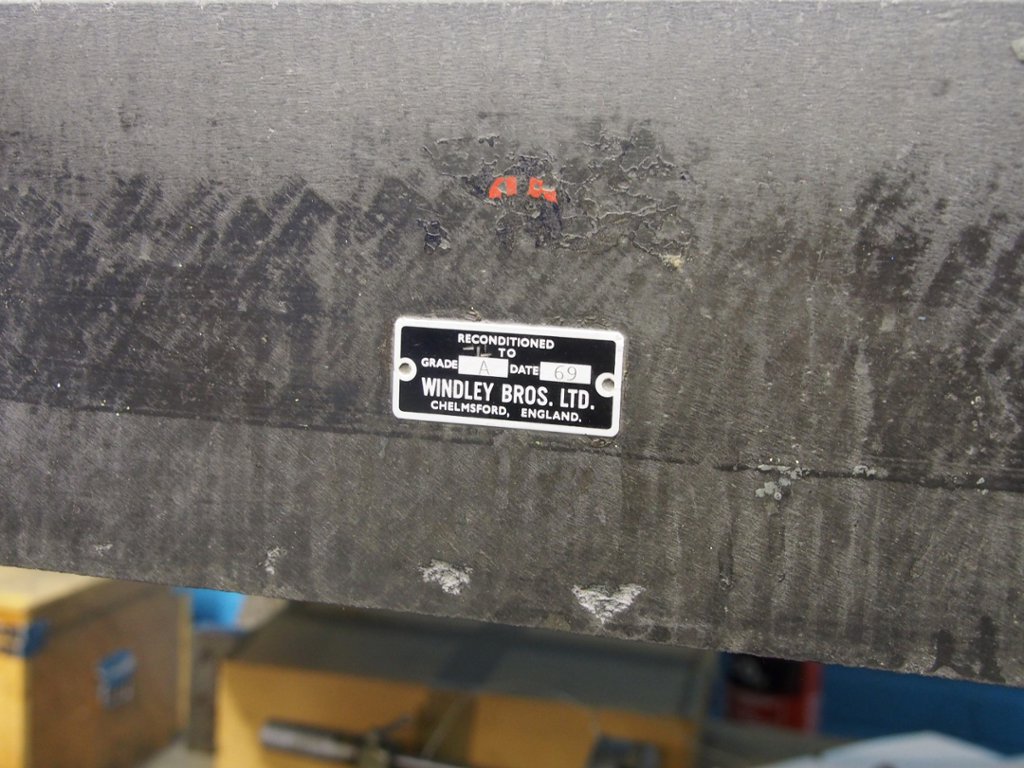 RECONDITIONED
TO
GRADE A DATE 69
WINDLEY BROS. LTD.
CHELMSFORD, ENGLAND.